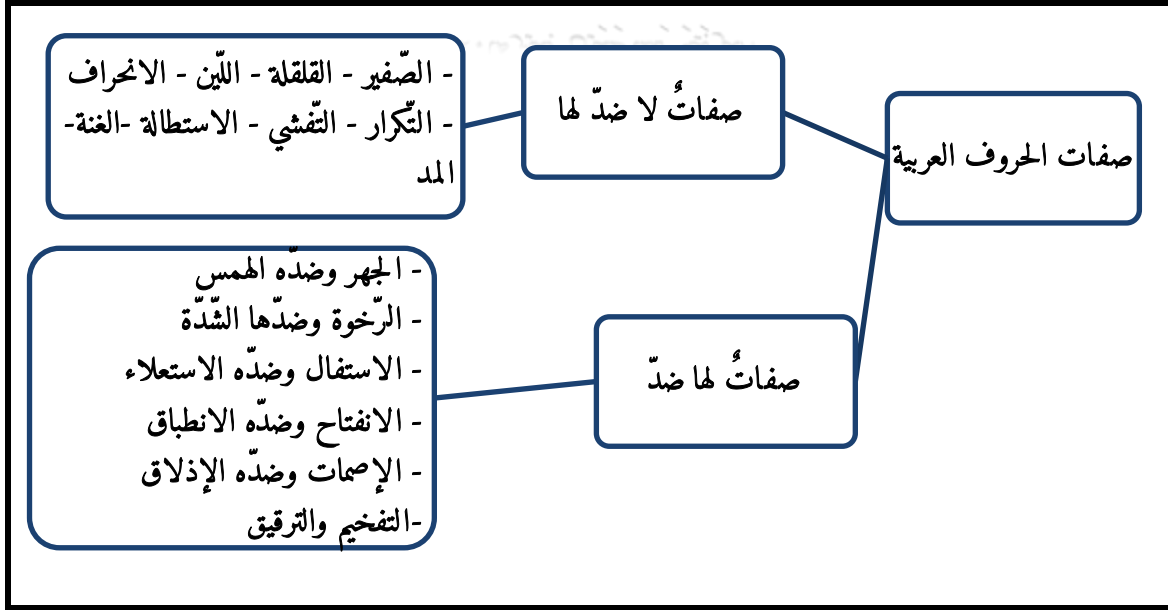 صفات الحروف العربية
صفاتٌ لا ضدّ لها
- الصّفير - القلقلة - اللّين - الانحراف
- التّكرار - التّفشي - الاستطالة -الغنة-
المد
صفاتٌ لها ضدّ
- الجهر وضدّه الهمس
- الرّخوة وضدّها الشّدّة
- الاستفال وضدّه الاستعلاء
- الانفتاح وضدّه الانطباق
- الإصمات وضدّه الإذلاق
-التفخيم والترقيق